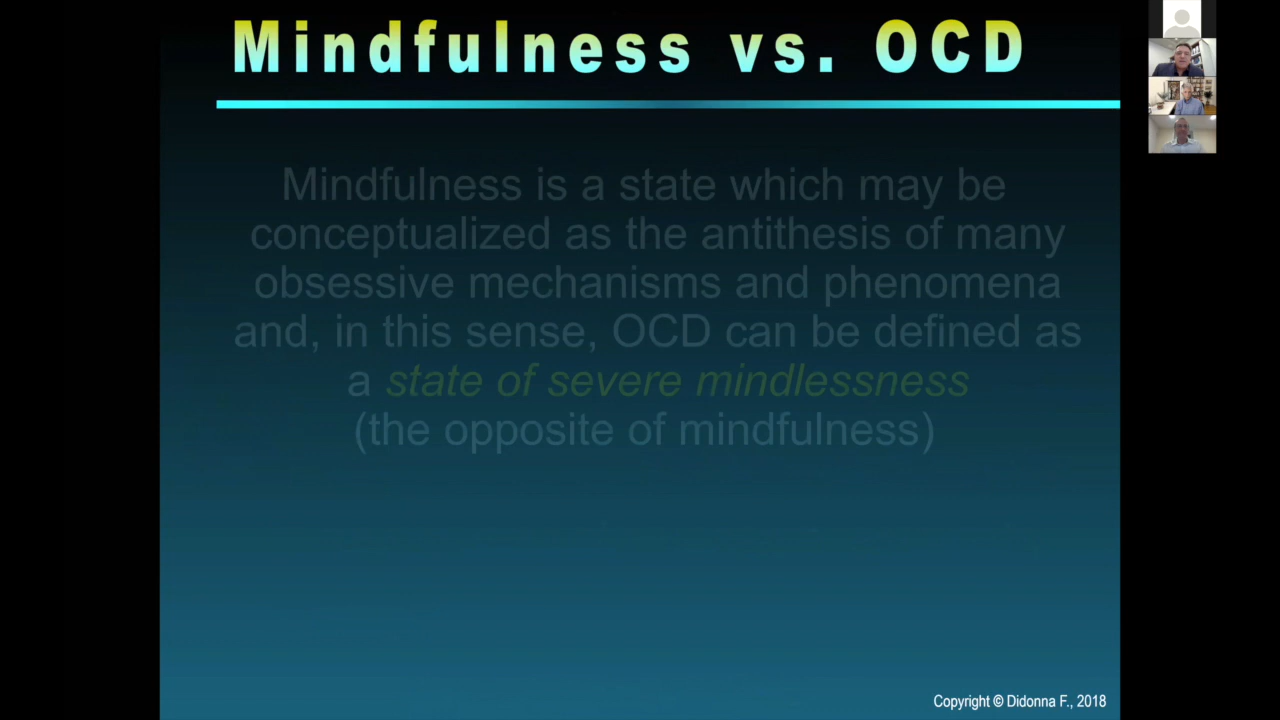 Mindfulness vs. OCD
Mindfulness is a state which may be
conceptualized as the antithesis of many
obsessive mechanisms and phenomena
and, in this sense, OCD can be defined as
a state of severe mindlessness
(the opposite of mindfulness)
Copyright © Didonna F., 2018